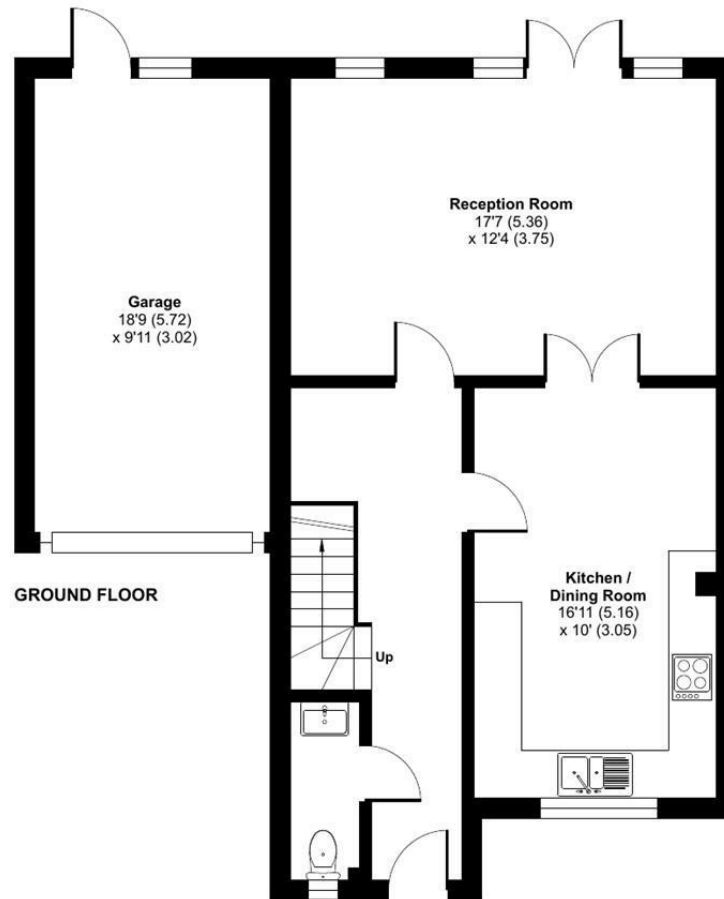 Reception Room
17'7 (5.36)
x 12'4 (3.75)
Garage
18'9 (5.72)
x 9'11 (3.02)
GROUND FLOOR
Kitchen /
Dining Room
16'11 (5.16)
x 10' (3.05)
Up